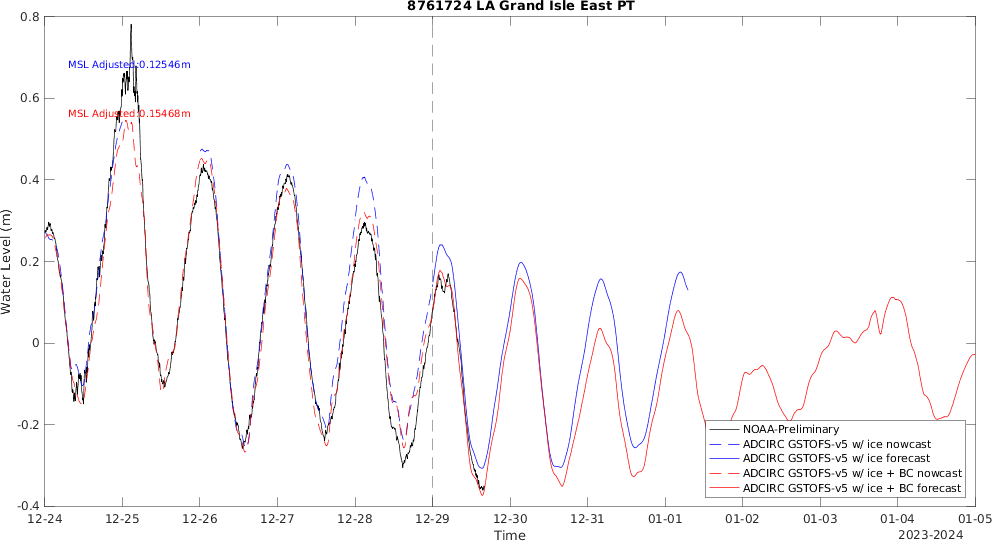 8761724 LA Grand Isle East PT
0.8
0.6
0.4
0.2
0
-0.2
-0.4
Water Level (m)
MSL Adjusted:0.12546m
MSL Adjusted:0.15468m
NOAA-Preliminary
ADCIRC GSTOFS-v5 w/ ice nowcast
ADCIRC GSTOFS-v5 w/ ice forecast
ADCIRC GSTOFS-v5 w/ ice + BC nowcast
ADCIRC GSTOFS-v5 w/ ice + BC forecast
12-24 12-25 12-26 12-27 12-28 12-29 12-30 12-31 01-01 01-02 01-03 01-04 01-05
Time
2023-2024